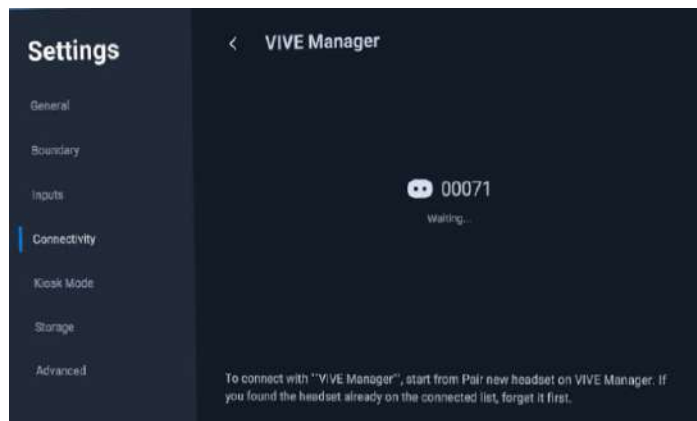 Settings
< VIVE Manager
General
Boundary
Inputs
Connectivity
Kiosk Mode
Storage
Advanced
00071
Waiting...
To connect with "VIVE Manager", start from Pair new headset on VIVE Manager. If
you found the headset already on the connected list, forget it first.